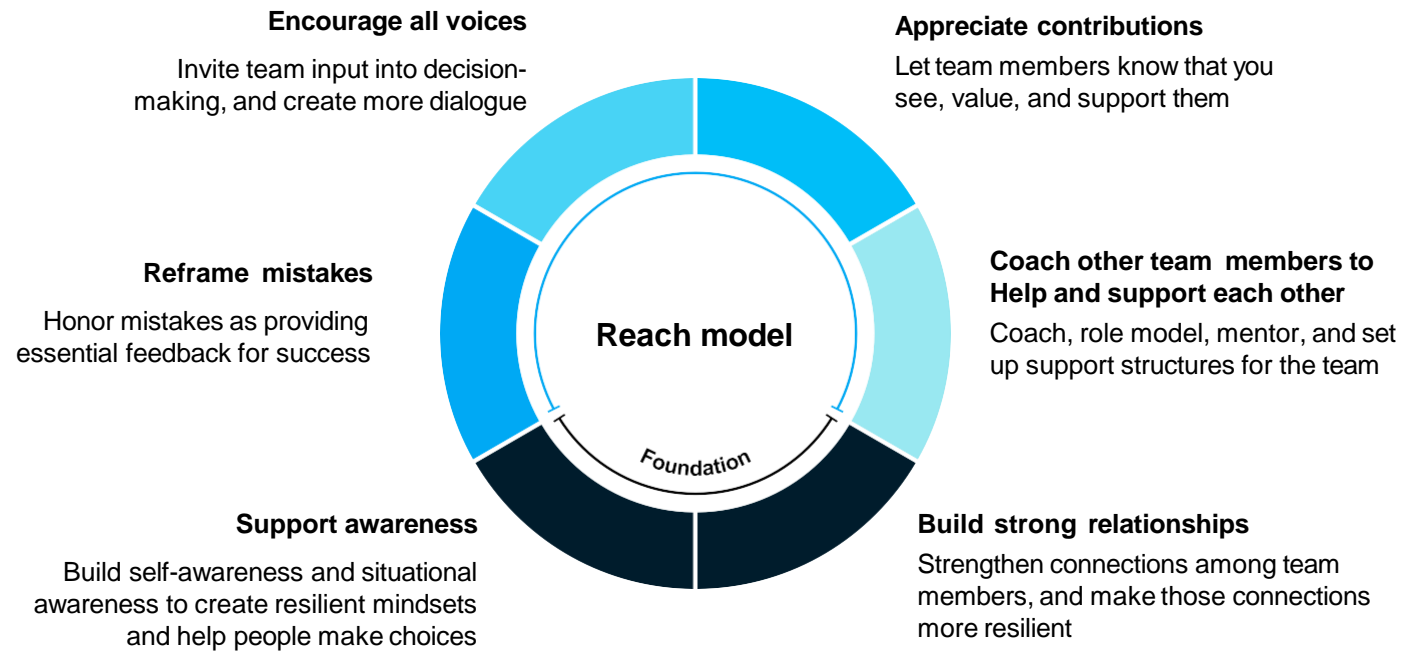 Encourage all voices
Invite team input into decision-
making, and create more dialogue
Appreciate contributions
Let team members know that you
see, value, and support them
Reframe mistakes
Honor mistakes as providing
essential feedback for success
Reach model
Coach other team members to
Help and support each other
Coach, role model, mentor, and set
up support structures for the team
Foundation
Support awareness
Build self-awareness and situational
awareness to create resilient mindsets
and help people make choices
Build strong relationships
Strengthen connections among team
members, and make those connections
more resilient